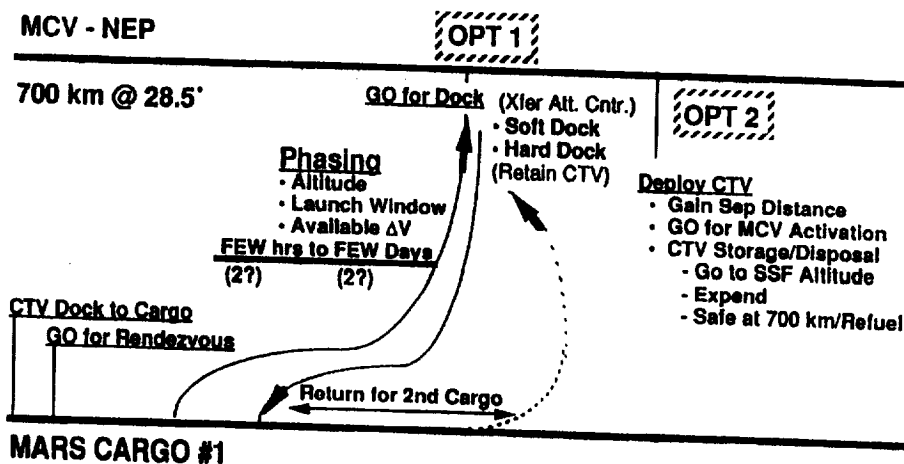 MCV - NEP
OPT 1
700 km @ 28.5°
GO for Dock
(Xfer Att. Cntr.)
· Soft Dock
· Hard Dock
(Retain CTV)
OPT 2
Phasing
· Altitude
· Launch Window
· Available ΔV
FEW hrs to FEW Days
(2?) (2?)
Deploy CTV
· Gain Sep Distance
· GO for MCV Activation
· CTV Storage/Disposal
- Go to SSF Altitude
- Expend
- Safe at 700 km/Refuel
CTV Dock to Cargo
GO for Rendezvous
Return for 2nd Cargo
MARS CARGO #1